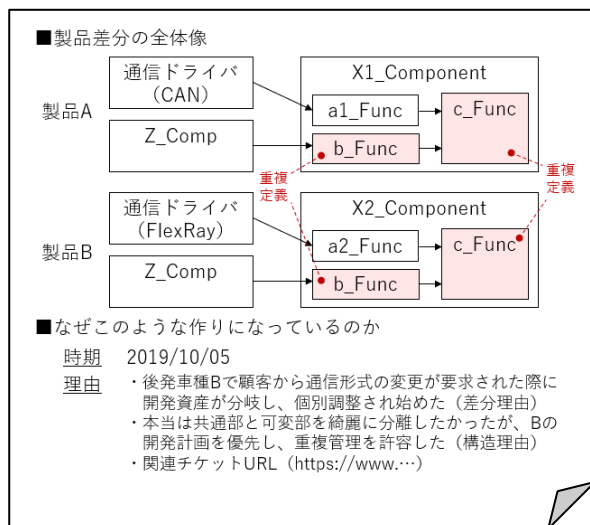 ■製品差分の全体像
製品A
通信ドライバ
（CAN）
Z_Comp
X1_Component
a1_Func
b_Func
c_Func
重複
定義
重複
定義
製品B
通信ドライバ
（FlexRay）
Z_Comp
X2_Component
a2_Func
b_Func
c_Func
■なぜこのような作りになっているのか
時期 2019/10/05
理由 ・後発車種Bで顧客から通信形式の変更が要求された際に
開発資産が分岐し、個別調整され始めた（差分理由）
・本当は共通部と可変部を綺麗に分離したかったが、Bの
開発計画を優先し、重複管理を許容した（構造理由）
・関連チケットURL（https://www.…）